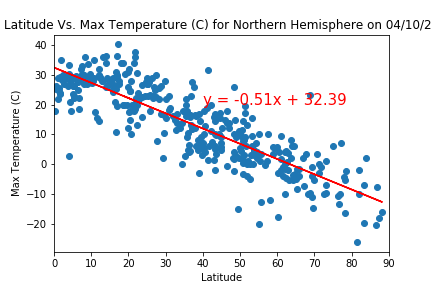 Latitude Vs. Max Temperature (C) for Northern Hemisphere on 04/10/2
40
30
20
10
0
−10
−20
Max Temperature (C)
y = -0.51x + 32.39
0 10 20 30 40 50 60 70 80 90
Latitude